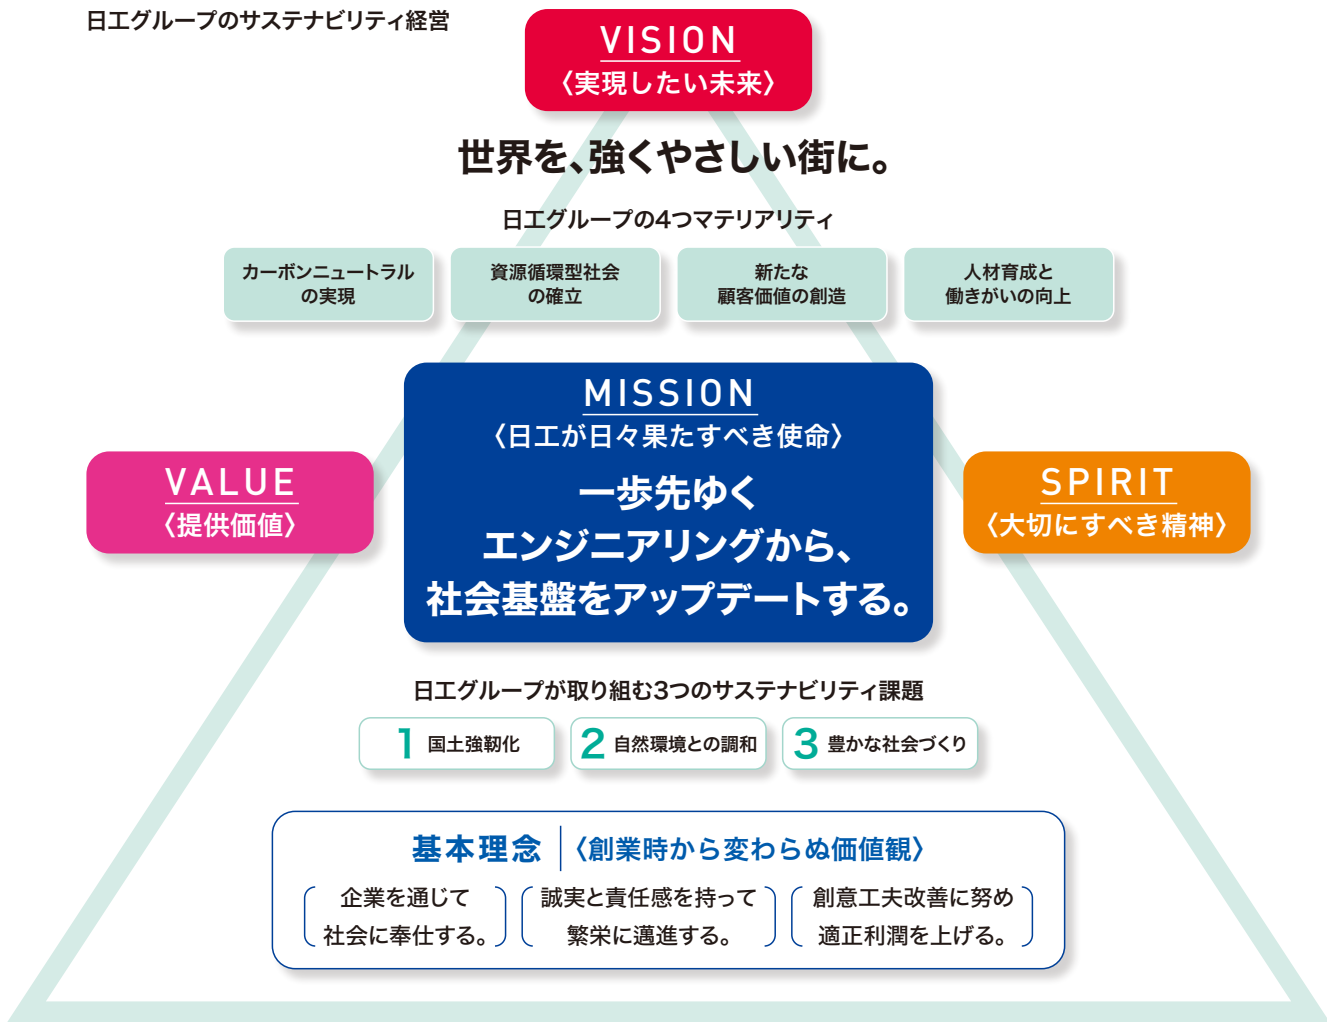 日工グループのサステナビリティ経営
VISION
〈実現したい未来〉
世界を、強くやさしい街に。
日工グループの4つマテリアリティ
カーボンニュートラル
の実現
資源循環型社会
の確立
新たな
顧客価値の創造
人材育成と
働きがいの向上
MISSION
〈日工が日々果たすべき使命〉
一歩先ゆく
エンジニアリングから、
社会基盤をアップデートする。
VALUE
〈提供価値〉
SPIRIT
〈大切にすべき精神〉
日工グループが取り組む3つのサステナビリティ課題
1 国土強靭化
2 自然環境との調和
3 豊かな社会づくり
基本理念 〈創業時から変わらぬ価値観〉
企業を通じて
社会に奉仕する。
誠実と責任感を持って
繁栄に邁進する。
創意工夫改善に努め
適正利潤を上げる。